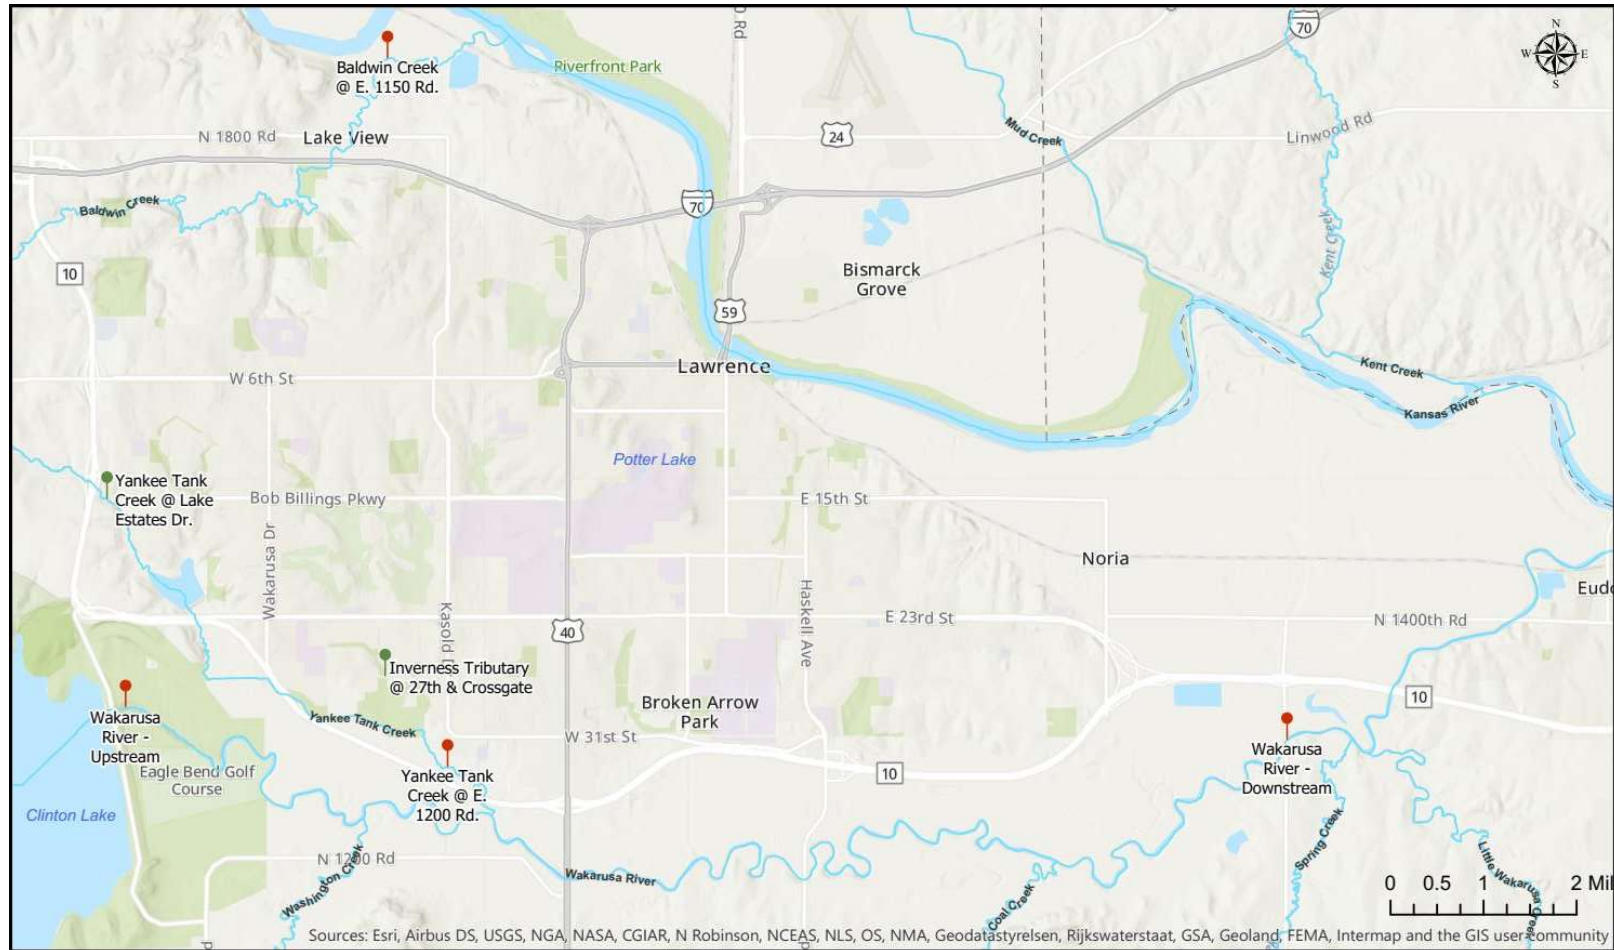 N
W
E
S
O Rd
70
Riverfront Park
Baldwin Creek
@ E. 1150 Rd.
N 1800 Rd
Lake View
24
Mud Creek
Linwood Rd
70
Baldwin Creek
Kent Creek
10
Bismarck
Grove
59
Lawrence
W 6th St
Kent Creek
Kansas River
Potter Lake
Yankee Tank
Creek @ Lake
Estates Dr.
Bob Billings Pkwy
E 15th St
Wakarusa Dr
Noria
Haskell Ave
Kasold D
40
E 23rd St
N 1400th Rd
Eudo
Inverness Tributary
@ 27th & Crossgate
Broken Arrow
Park
10
Wakarusa
River -
Upstream
Yankee Tank Creek
W 31st St
10
Wakarusa
River -
Downstream
Eagle Bend Golf
Course
Yankee Tank
Creek @ E.
1200 Rd.
Clinton Lake
N 1200 Rd
Washington Creek
Wakarusa River
Coal Creek
Spring Creek
Little Wakarusa Creek
0 0.5 1 2 Mil
Sources: Esri, Airbus DS, USGS, NGA, NASA, CGIAR, N Robinson, NCEAS, NLS, OS, NMA, Geodatastyrelsen, Rijkswaterstaat, GSA, Geoland, FEMA, Intermap and the GIS user community